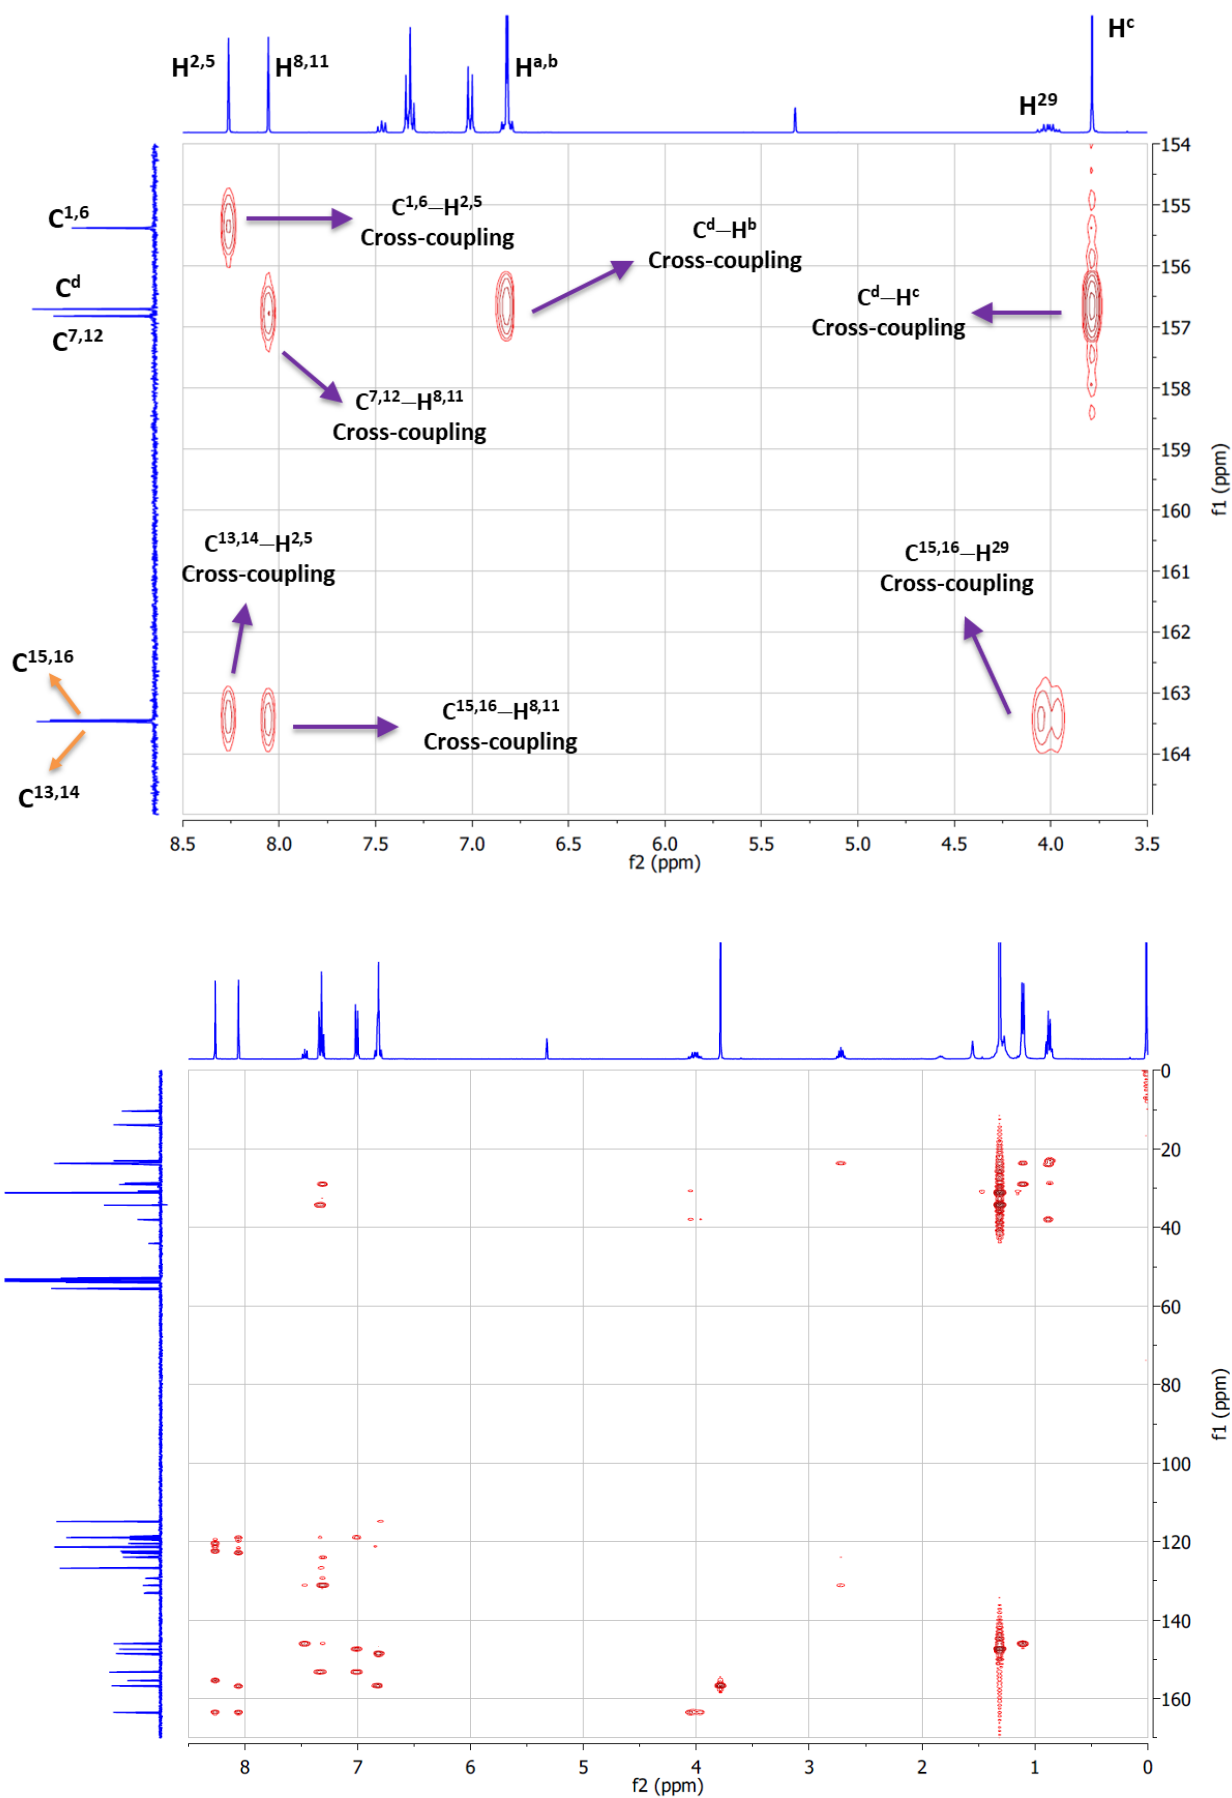 H2,5
H8,11
Ha,b
Hc
H29
154
C1,6
C1,6–H2,5
Cross-coupling
155
Cd–Hb
Cross-coupling
156
Cd
Cd–Hc
Cross-coupling
157
C7,12
C7,12–H8,11
Cross-coupling
158
159
f1 (ppm)
160
C13,14–H2,5
Cross-coupling
C15,16–H29
Cross-coupling
161
162
C15,16
C15,16–H8,11
Cross-coupling
163
164
C13,14
8.5 8.0 7.5 7.0 6.5 6.0 5.5 5.0 4.5 4.0 3.5
f2 (ppm)
0
20
40
60
80
f1 (ppm)
100
120
140
160
8 7 6 5 4 3 2 1 0
f2 (ppm)